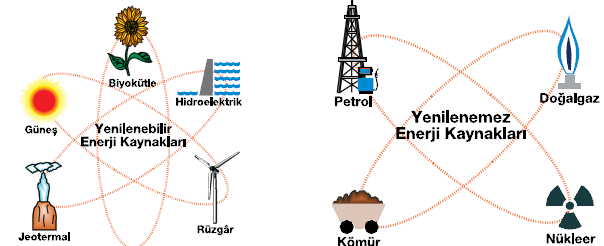 Biyokütle
Güneş
Hidroelektrik
Yenilenebilir
Enerji Kaynakları
Jeotermal
Rüzgâr
Petrol
Doğalgaz
Yenilenemez
Enerji Kaynakları
Kömür
Nükleer